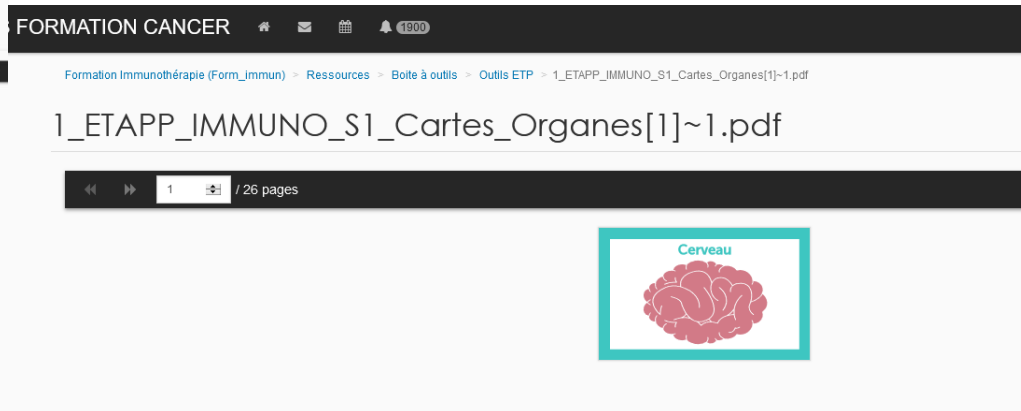 FORMATION CANCER 1900
Formation Immunothérapie (Form_immun) > Ressources > Boite à outils > Outils ETP > 1_ETAPP_IMMUNO_S1_Cartes_Organes[1]~1.pdf
1_ETAPP_IMMUNO_S1_Cartes_Organes[1]~1.pdf
1 / 26 pages
Cerveau